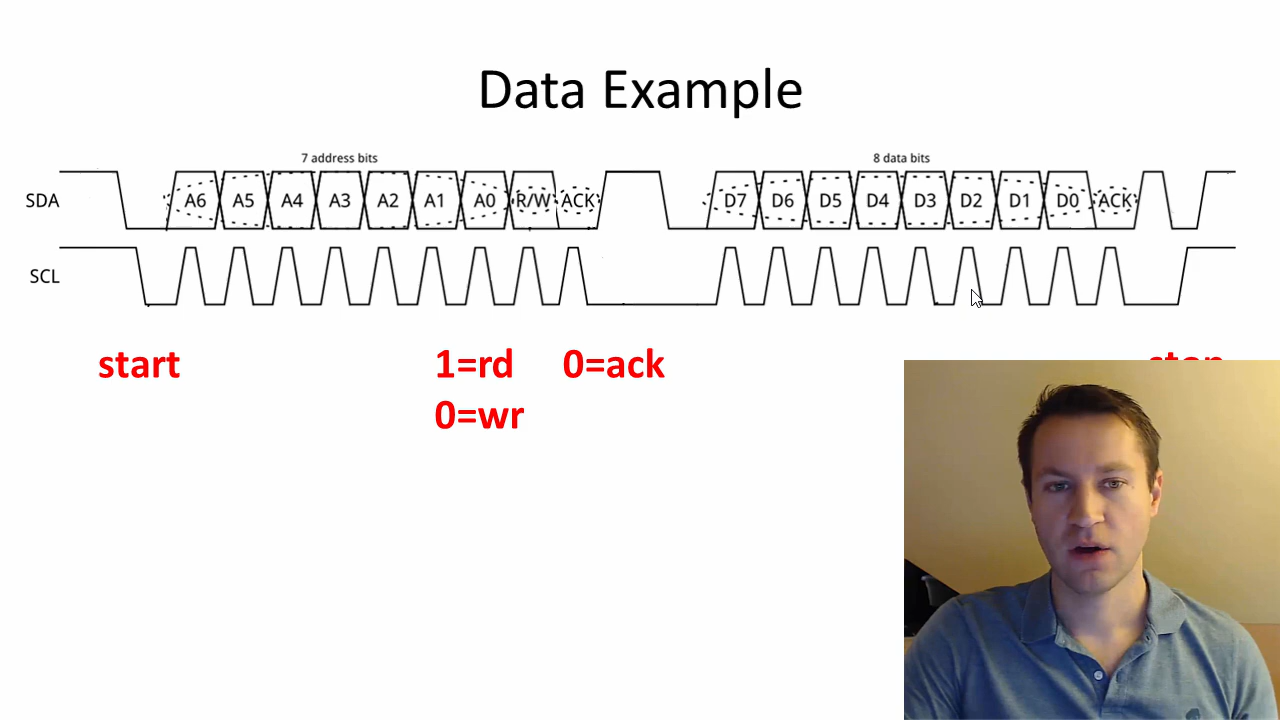 Data Example
7 address bits
8 data bits
SDA
A6 A5 A4 A3 A2 A1 A0 R/W ACK
D7 D6 D5 D4 D3 D2 D1 D0 ACK
SCL
start
1=rd
0=ack
0=wr